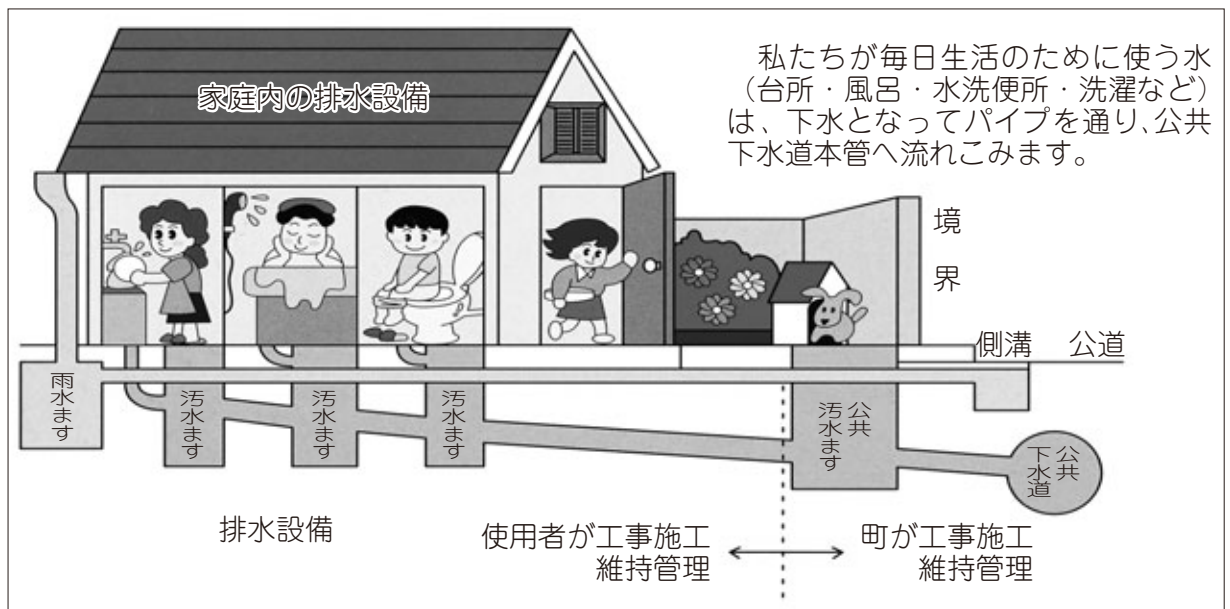 家庭内の排水設備
私たちが毎日生活のために使う水
（台所・風呂・水洗便所・洗濯など）
は、下水となってパイプを通り、公共
下水道本管へ流れこみます。
境界
側溝
公道
雨水ます
汚水ます
汚水ます
汚水ます
公共
汚水ます
公共
下水道
排水設備
使用者が工事施工
維持管理
町が工事施工
維持管理